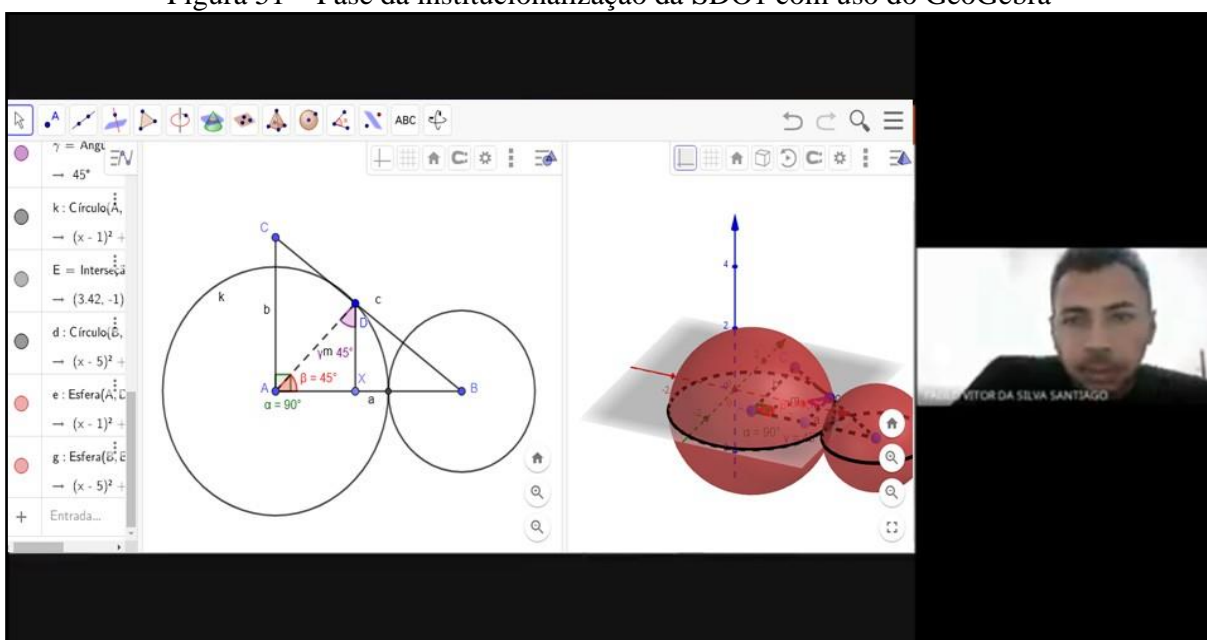 Figura 31 – Fase da institucionalização da SDO1 com uso do GeoGebra
ABC
γ = Angu
→ 45°
k : Círculo(A,
→ (x - 1)² +
E = Interseçã
→ (3.42, -1)
d : Círculo(B,
→ (x - 5)² +
e : Esfera(A, D
→ (x - 1)² +
g : Esfera(B, E
→ (x - 5)² +
+ Entrada...
C
k
b
c
D
γm 45°
A
β = 45°
X
B
α = 90°
a
4
2
α = 90°
VITOR DA SILVA SANTIAGO